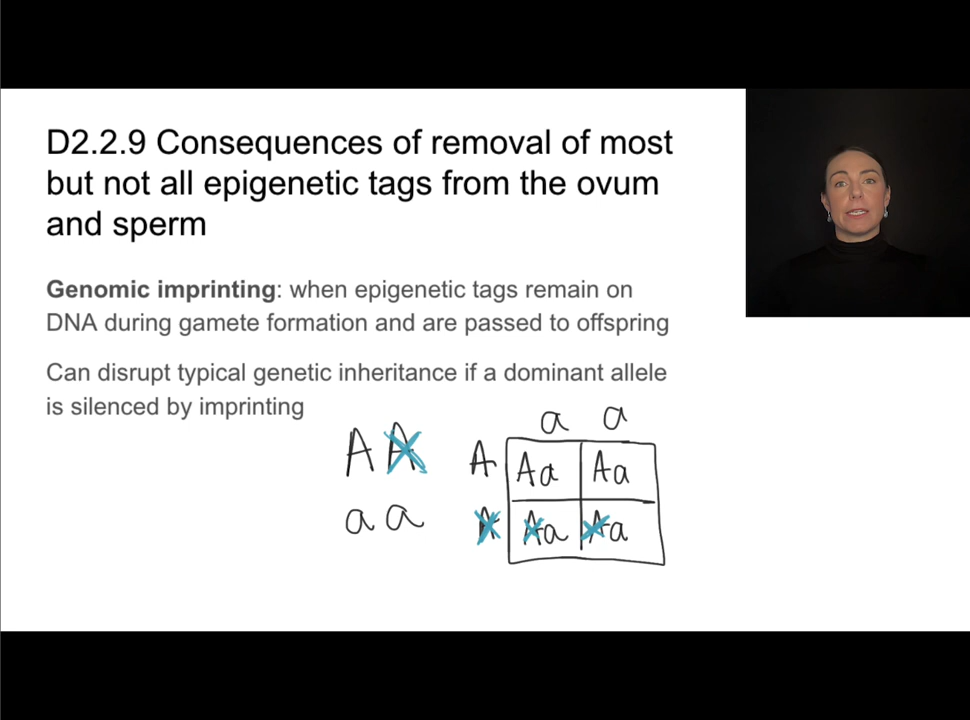 D2.2.9 Consequences of removal of most
but not all epigenetic tags from the ovum
and sperm
Genomic imprinting: when epigenetic tags remain on
DNA during gamete formation and are passed to offspring
Can disrupt typical genetic inheritance if a dominant allele
is silenced by imprinting
A A
a a
a a
A Aa Aa
A Aa Aa